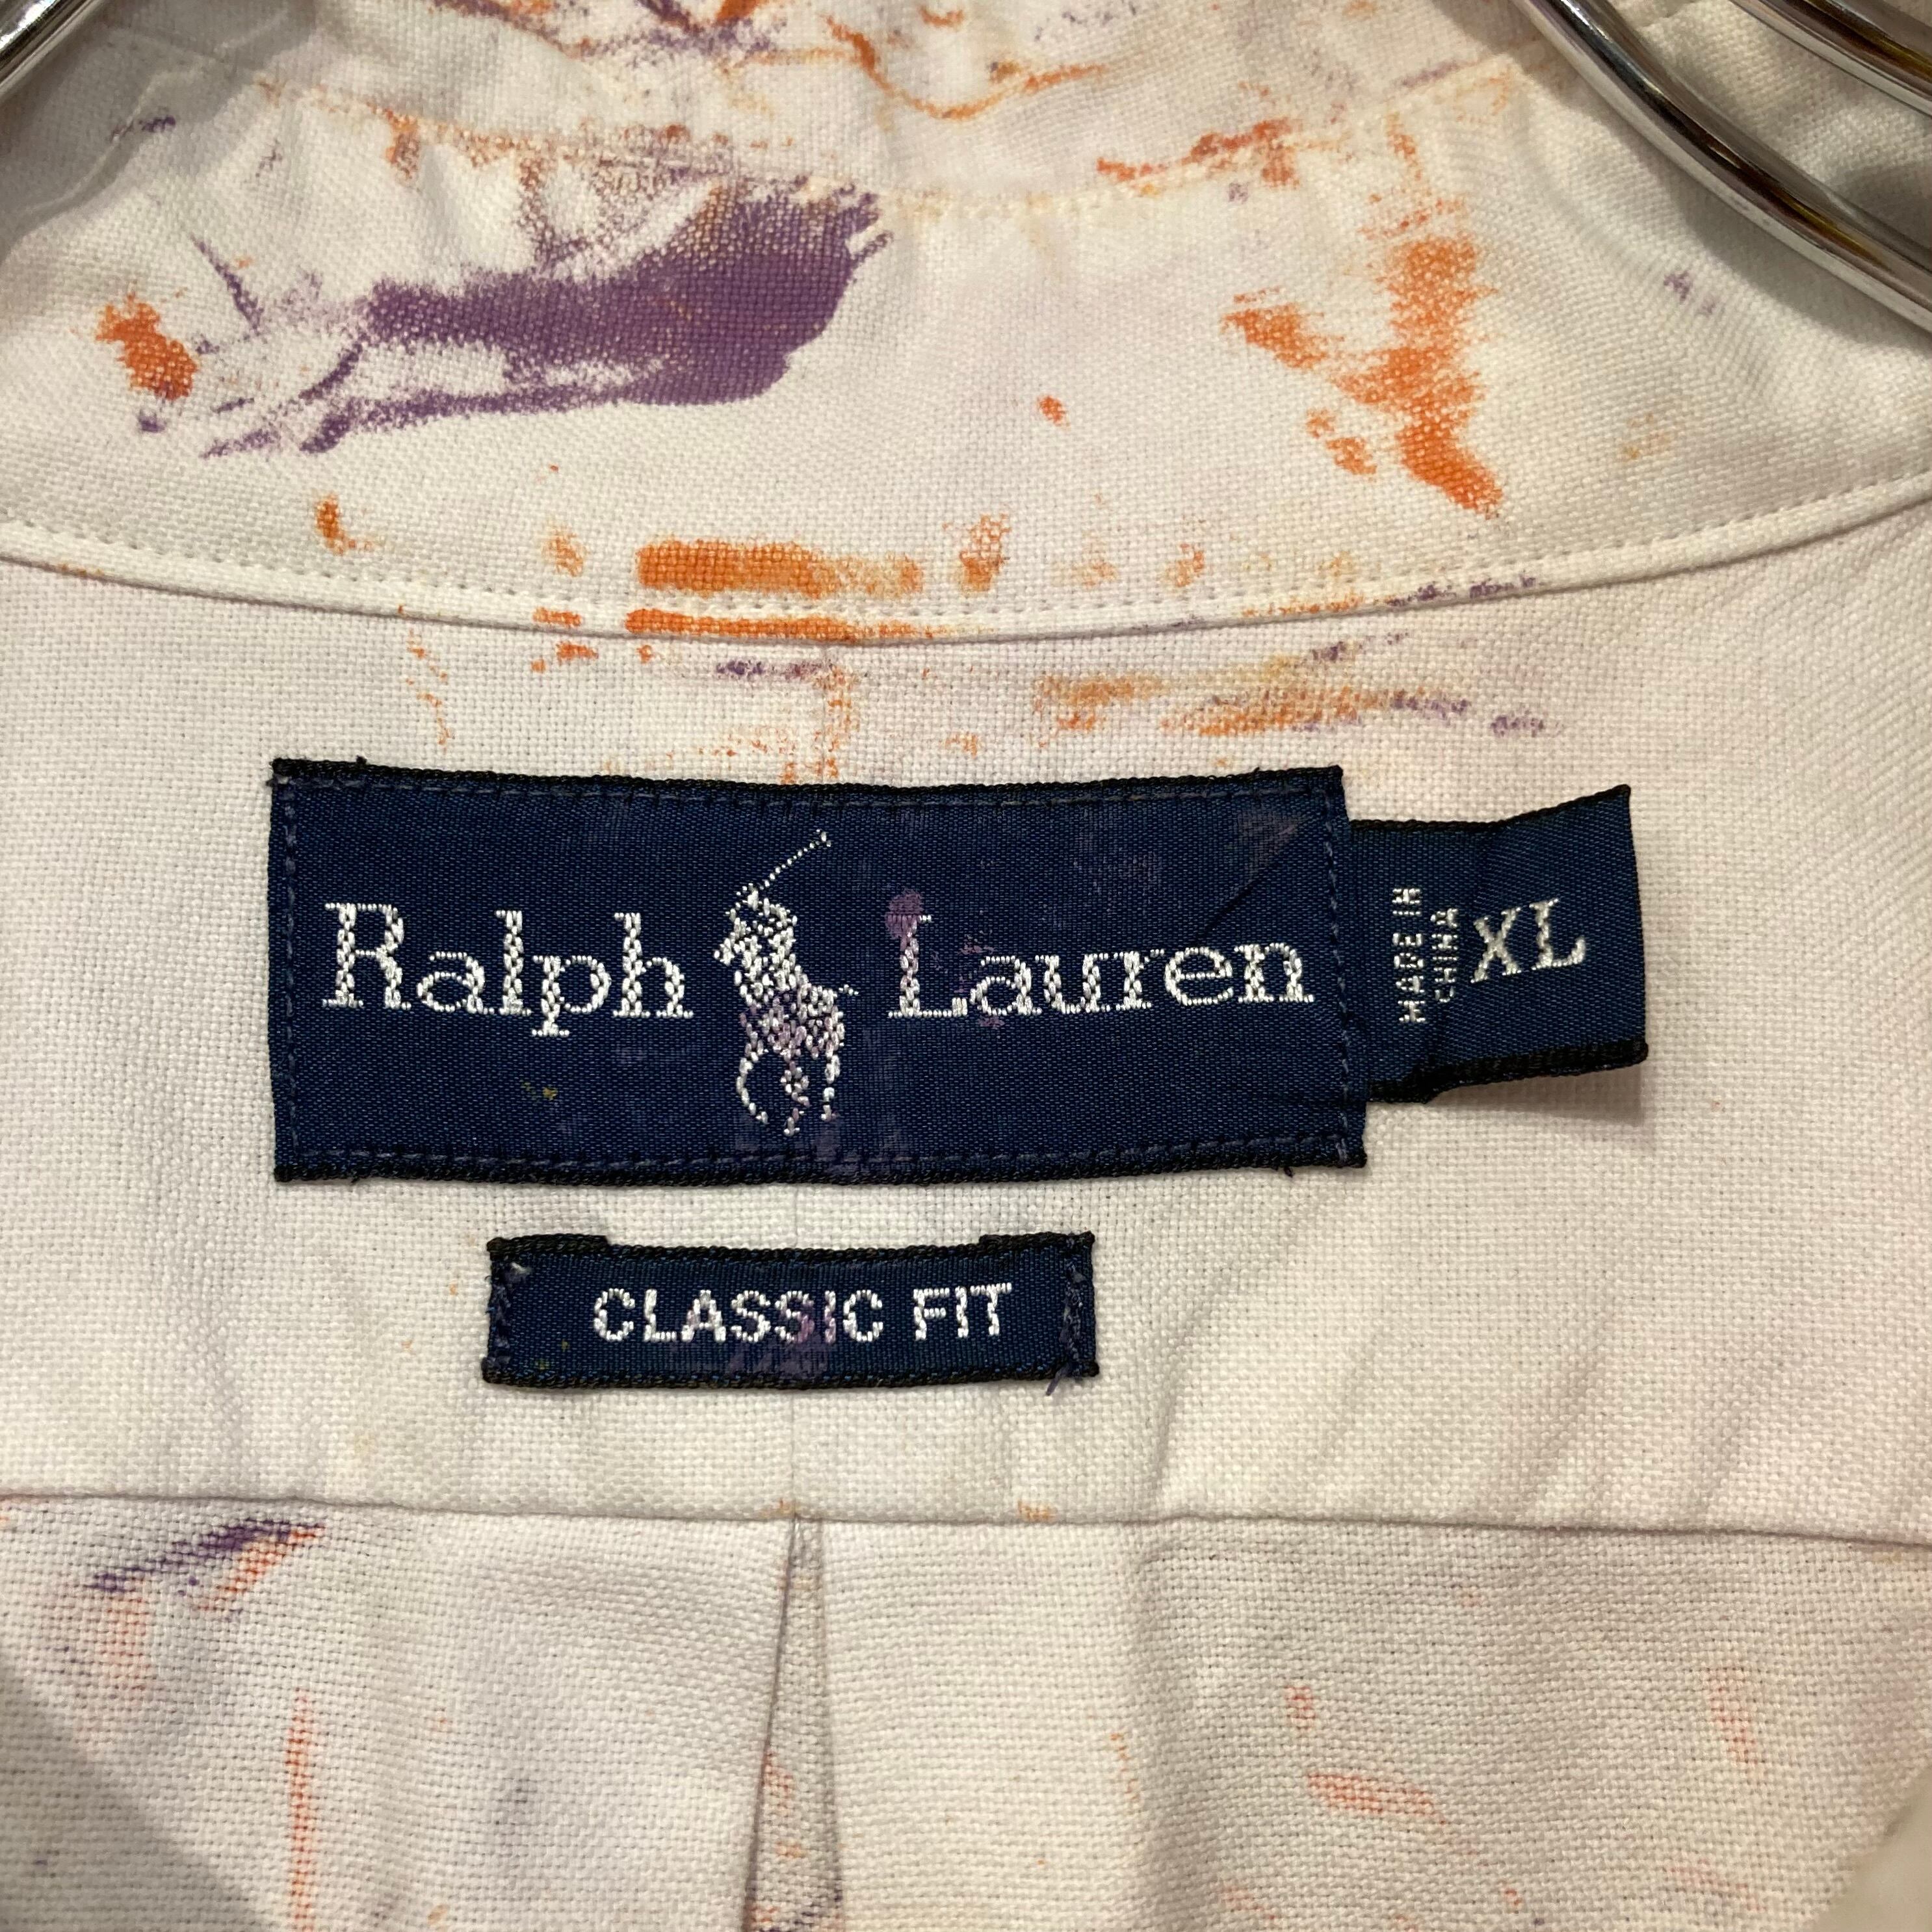 Ralph Lauren
MADE IN
CHINA
XL
CLASSIC FIT